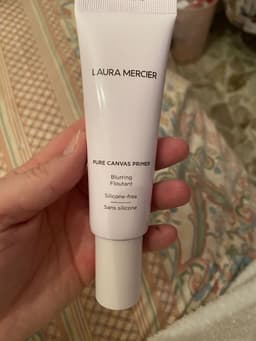 LAURA MERCIER
PURE CANVAS PRIMER
Blurring
Floutant
Silicone-free
Sans silicone